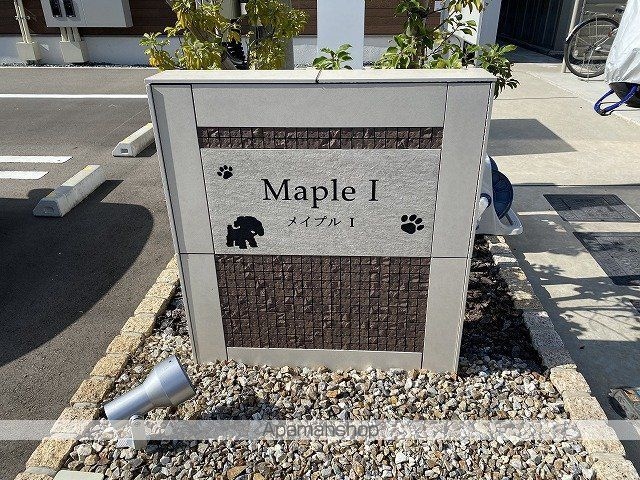 Maple I
メイプル I
Apamanshop